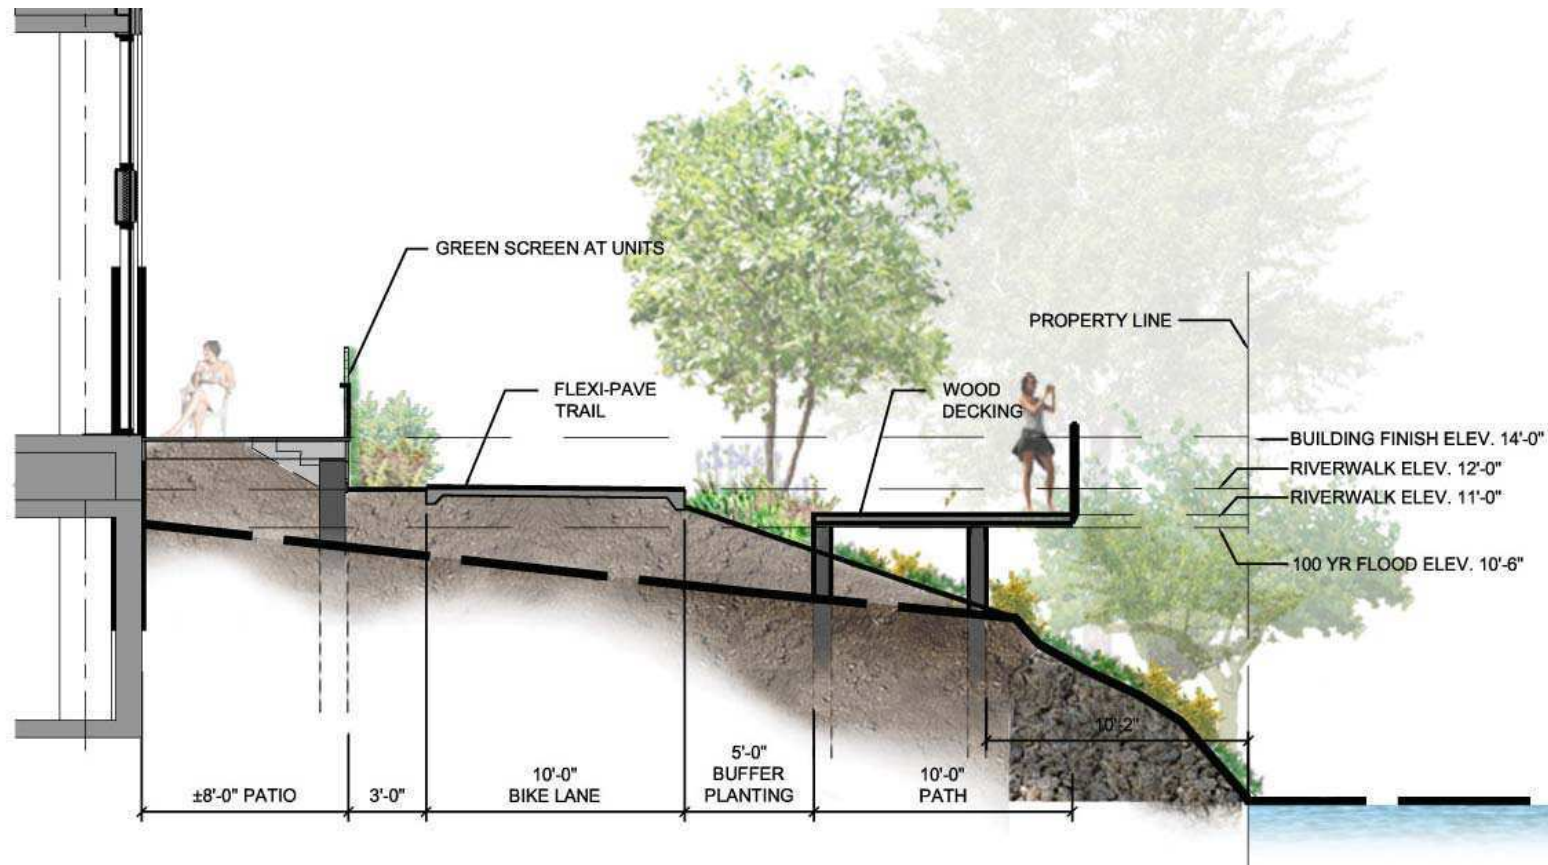 GREEN SCREEN AT UNITS
PROPERTY LINE
FLEXI-PAVE
TRAIL
WOOD
DECKING
BUILDING FINISH ELEV. 14'-0"
RIVERWALK ELEV. 12'-0"
RIVERWALK ELEV. 11'-0"
100 YR FLOOD ELEV. 10'-6"
10'-2"
±8'-0" PATIO
3'-0"
10'-0"
BIKE LANE
5'-0"
BUFFER
PLANTING
10'-0"
PATH